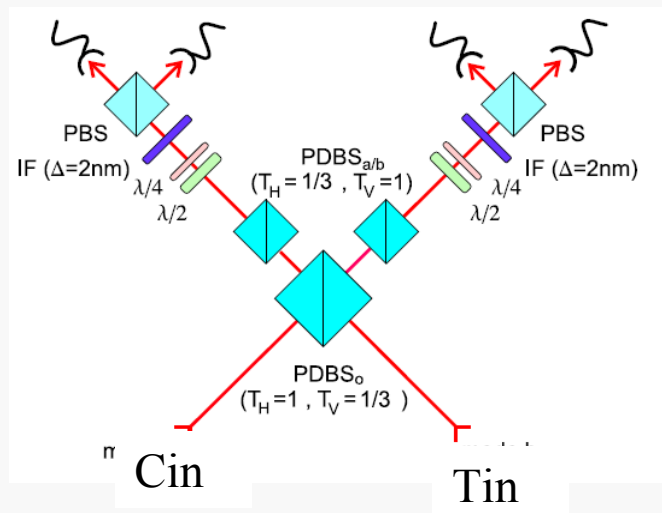 PBS
IF (Δ=2nm)
λ/4
λ/2
PDBSa/b
(TH = 1/3 , TV =1)
PBS
IF (Δ=2nm)
λ/4
λ/2
PDBSo
(TH =1 , TV =1/3 )
Cin
Tin